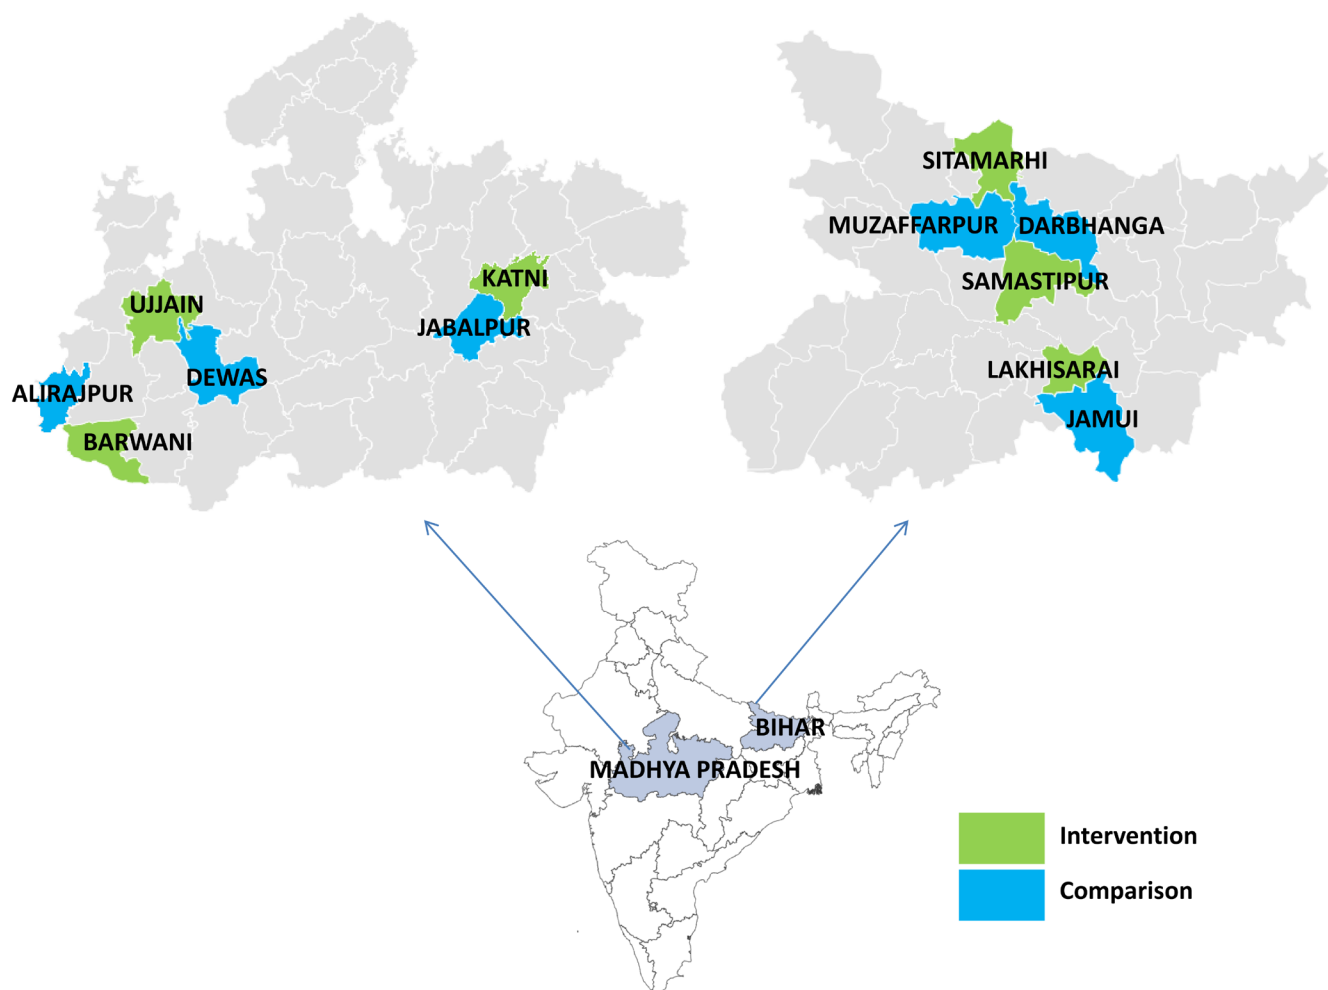 UJJAIN
KATNI
JABALPUR
DEWAS
ALIRAJPUR
BARWANI
SITAMARHI
MUZAFFARPUR
DARBHANGA
SAMASTIPUR
LAKHISARAI
JAMUI
BIHAR
MADHYA PRADESH
Intervention
Comparison